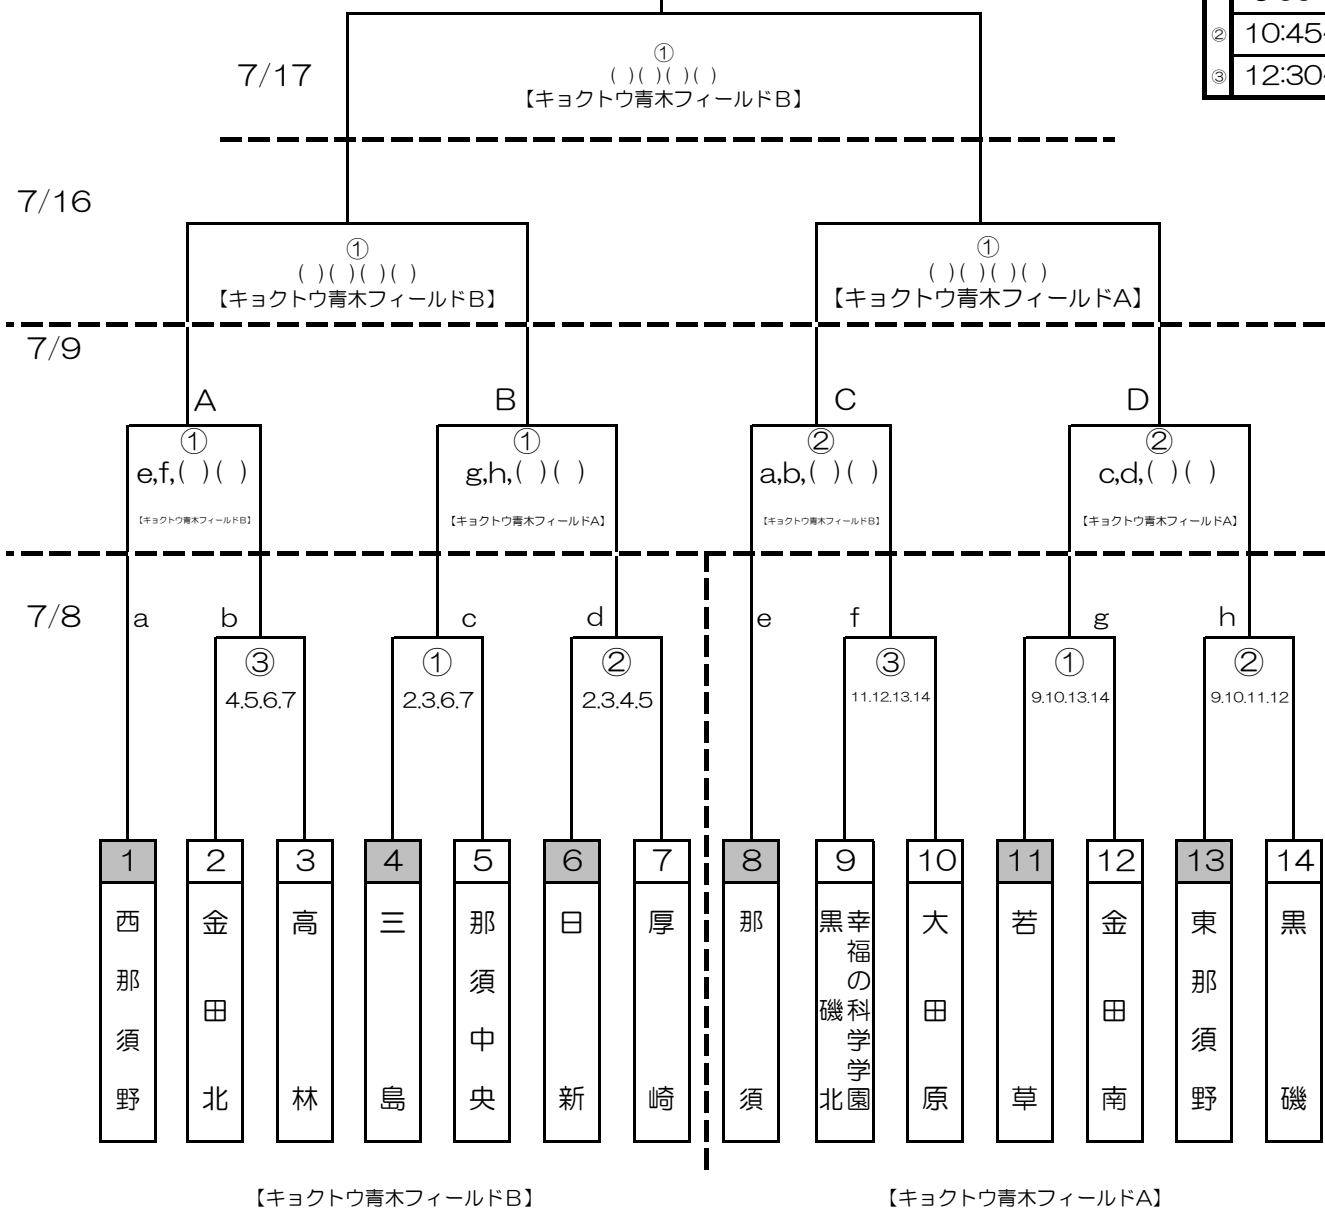 ② 10:45
③ 12:30
7/17
①
( )( )( )( )
【キョクトウ青木フィールドB】
7/16
①
( )( )( )( )
【キョクトウ青木フィールドB】
①
( )( )( )( )
【キョクトウ青木フィールドA】
7/9
A
B
C
D
①
e,f,( )( )
【キョクトウ青木フィールドB】
①
g,h,( )( )
【キョクトウ青木フィールドA】
②
a,b,( )( )
【キョクトウ青木フィールドB】
②
c,d,( )( )
【キョクトウ青木フィールドA】
7/8
a
b
c
d
e
f
g
h
③
4.5.6.7
①
2.3.6.7
②
2.3.4.5
③
11.12.13.14
①
9.10.13.14
②
9.10.11.12
1
西那須野
2
金田北
3
高林
4
三島
5
那須中央
6
日新
7
厚崎
8
那須
9
幸福の科学学園
黒磯北
10
大田原
11
若草
12
金田南
13
東那須野
14
黒磯
【キョクトウ青木フィールドB】
【キョクトウ青木フィールドA】